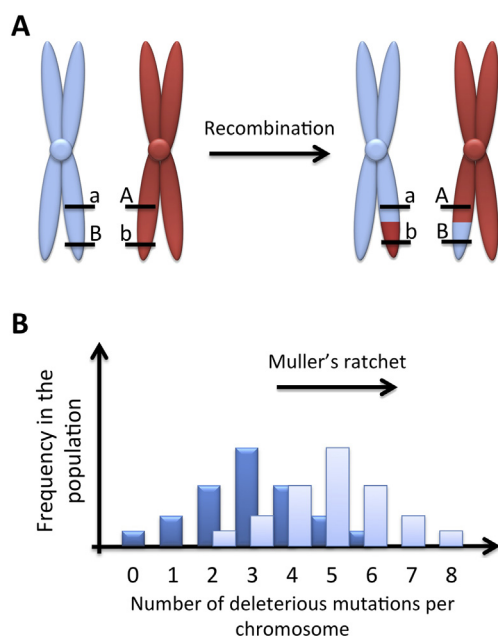 A
Recombination
a
A
B
b
a
A
b
B
B
Muller's ratchet
Frequency in the
population
0 1 2 3 4 5 6 7 8
Number of deleterious mutations per
chromosome